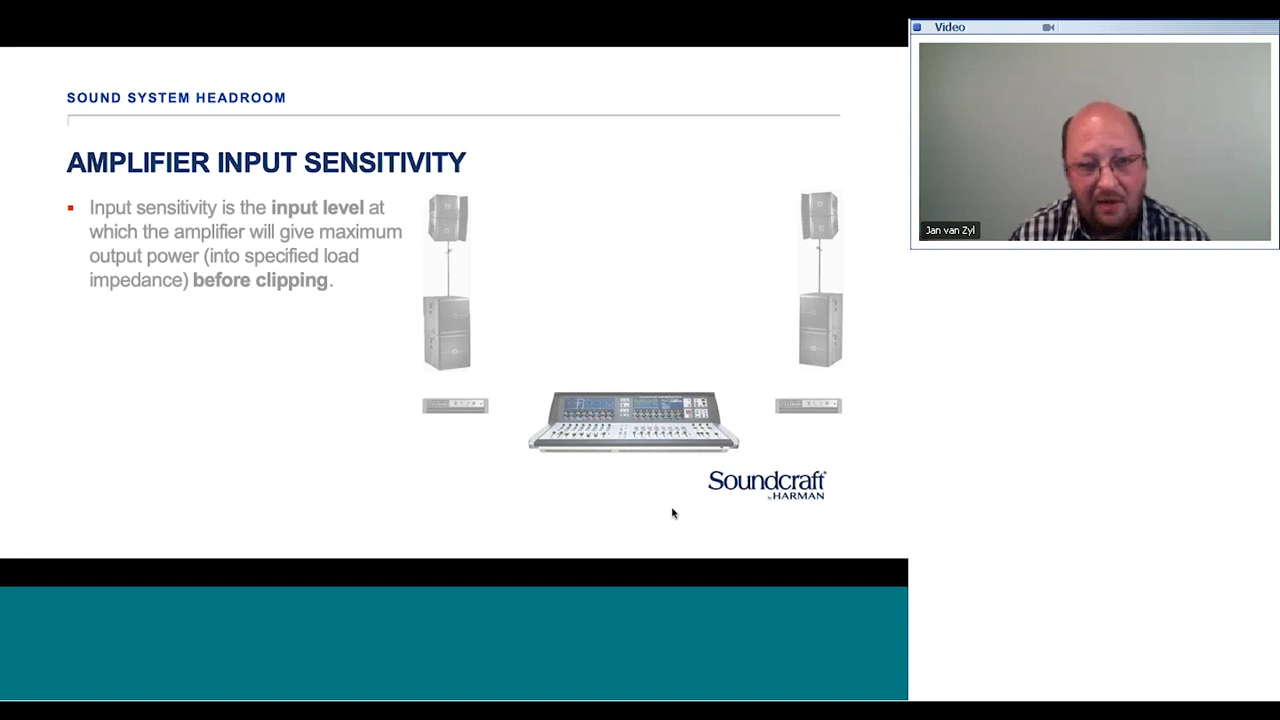 SOUND SYSTEM HEADROOM
AMPLIFIER INPUT SENSITIVITY
Input sensitivity is the input level at
which the amplifier will give maximum
output power (into specified load
impedance) before clipping.
Soundcraft
by HARMAN
Video
Jan van Zyl